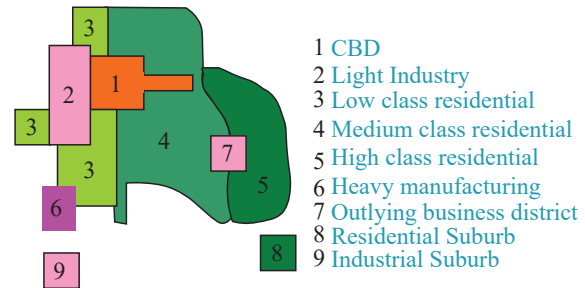 3
2
1
3
3
4
7
5
6
8
9
1 CBD
2 Light Industry
3 Low class residential
4 Medium class residential
5 High class residential
6 Heavy manufacturing
7 Outlying business district
8 Residential Suburb
9 Industrial Suburb